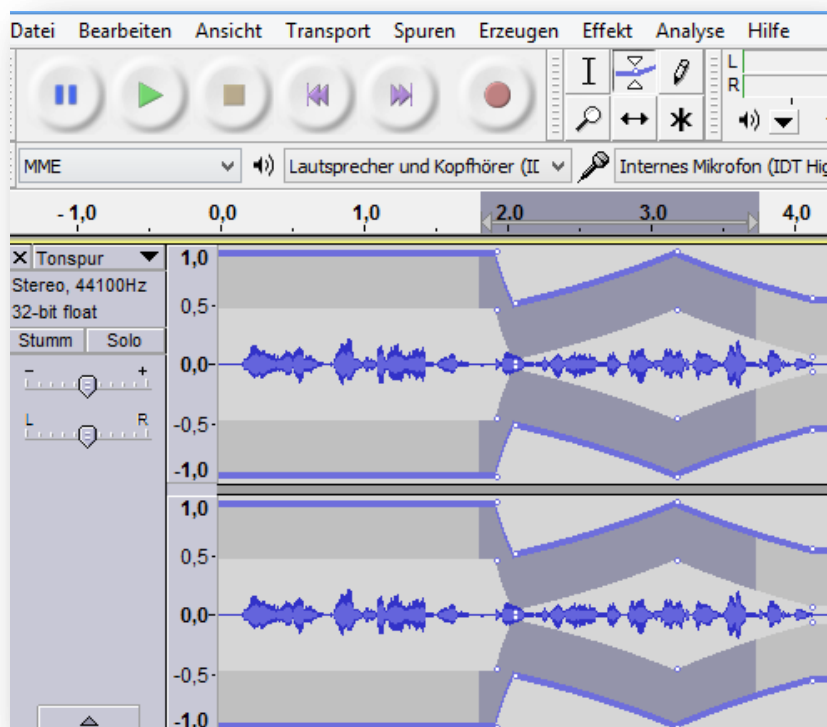 Datei Bearbeiten Ansicht Transport Spuren Erzeugen Effekt Analyse Hilfe
L
R
MME Lautsprecher und Kopfhörer (II Internes Mikrofon (IDT Hig
- 1,0 0,0 1,0 2.0 3.0 4,0
Tonspur
Stereo, 44100Hz
32-bit float
Stumm Solo
- +
L R
1,0
0,5-
0,0-
-0,5-
-1,0
1,0
0,5-
0,0-
-0,5-
-1,0